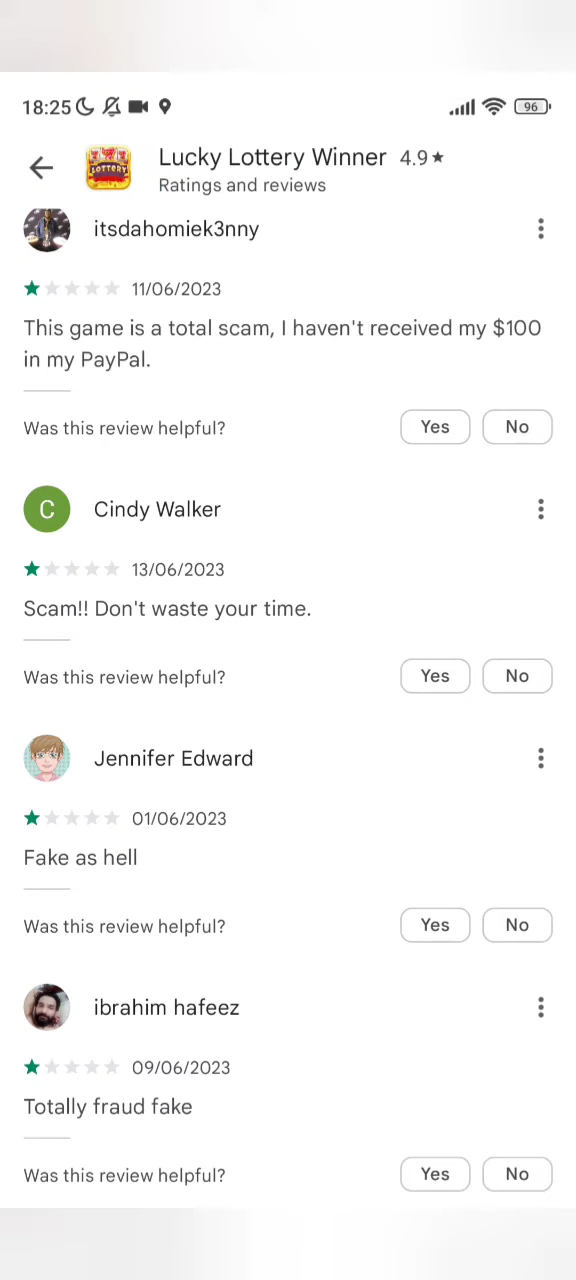 18:25
96
Lucky Lottery Winner 4.9★
Ratings and reviews
LOTTERY
itsdahomiek3nny
11/06/2023
This game is a total scam, I haven't received my $100
in my PayPal.
Was this review helpful? Yes No
C Cindy Walker
13/06/2023
Scam!! Don't waste your time.
Was this review helpful? Yes No
Jennifer Edward
01/06/2023
Fake as hell
Was this review helpful? Yes No
ibrahim hafeez
09/06/2023
Totally fraud fake
Was this review helpful? Yes No